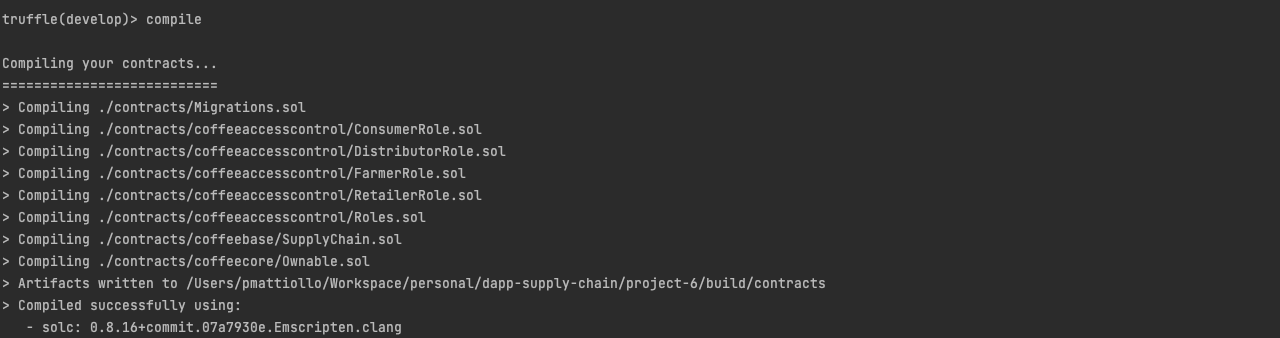 truffle(develop)> compile
Compiling your contracts...
===========================
> Compiling ./contracts/Migrations.sol
> Compiling ./contracts/coffeeaccesscontrol/ConsumerRole.sol
> Compiling ./contracts/coffeeaccesscontrol/DistributorRole.sol
> Compiling ./contracts/coffeeaccesscontrol/FarmerRole.sol
> Compiling ./contracts/coffeeaccesscontrol/RetailerRole.sol
> Compiling ./contracts/coffeeaccesscontrol/Roles.sol
> Compiling ./contracts/coffeebase/SupplyChain.sol
> Compiling ./contracts/coffeecore/Ownable.sol
> Artifacts written to /Users/pmattiollo/Workspace/personal/dapp-supply-chain/project-6/build/contracts
> Compiled successfully using:
   - solc: 0.8.16+commit.07a7930e.Emscripten.clang